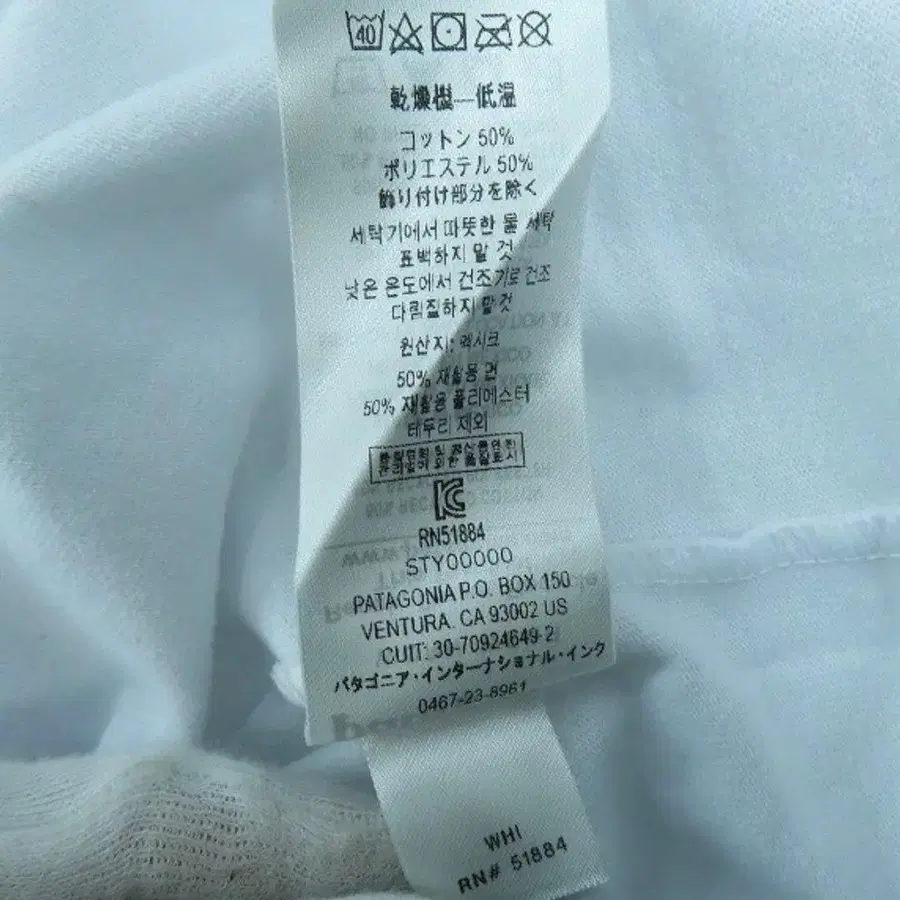 40
乾燥機—低温
コットン 50%
ポリエステル 50%
飾り付け部分を除く
세탁기에서 따뜻한 물 세탁
표백하지 말 것
낮은 온도에서 건조기로 건조
다림질하지 말것
원산지: 멕시코
50% 재활용 면
50% 재활용 폴리에스터
테두리 제외
RN51884
STY00000
PATAGONIA P.O. BOX 150
VENTURA. CA 93002 US
CUIT: 30-70924649-2
パタゴニア・インターナショナル・インク
0467-23-8961
WHI
RN# 51884